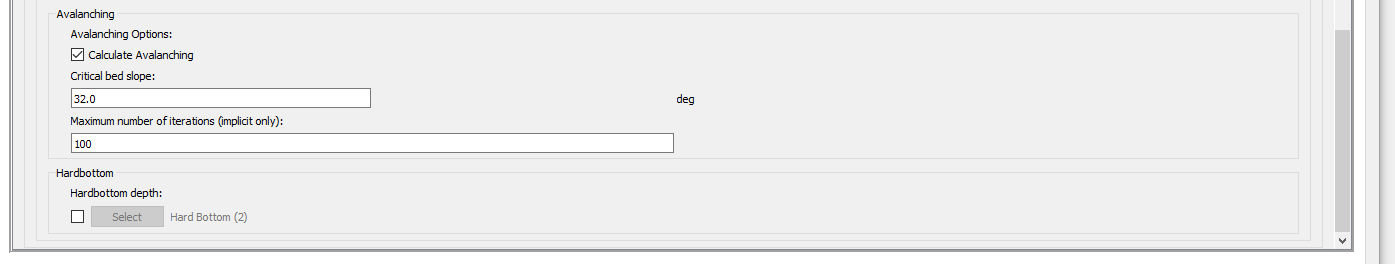 Avalanching
Avalanching Options:
Calculate Avalanching
Critical bed slope:
32.0 deg
Maximum number of iterations (implicit only):
100
Hardbottom
Hardbottom depth:
Select Hard Bottom (2)